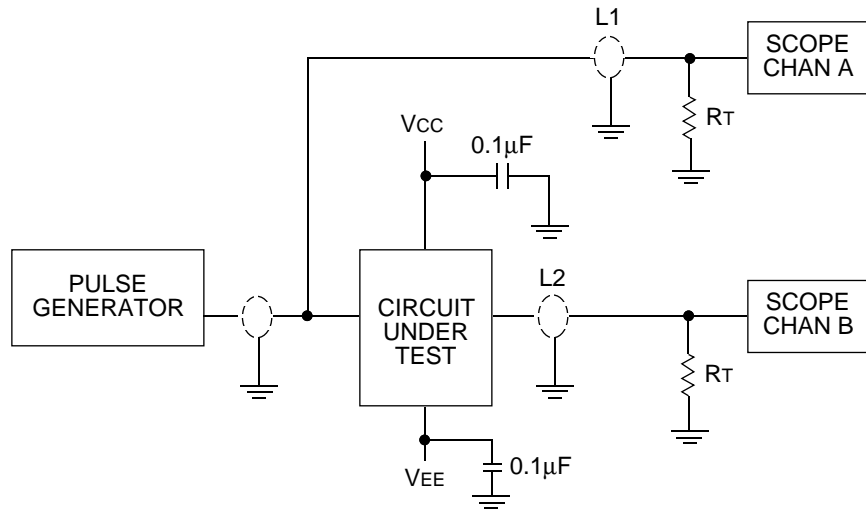 L1
SCOPE
CHAN A
RT
VCC
0.1μF
PULSE
GENERATOR
CIRCUIT
UNDER
TEST
L2
SCOPE
CHAN B
RT
VEE
0.1μF